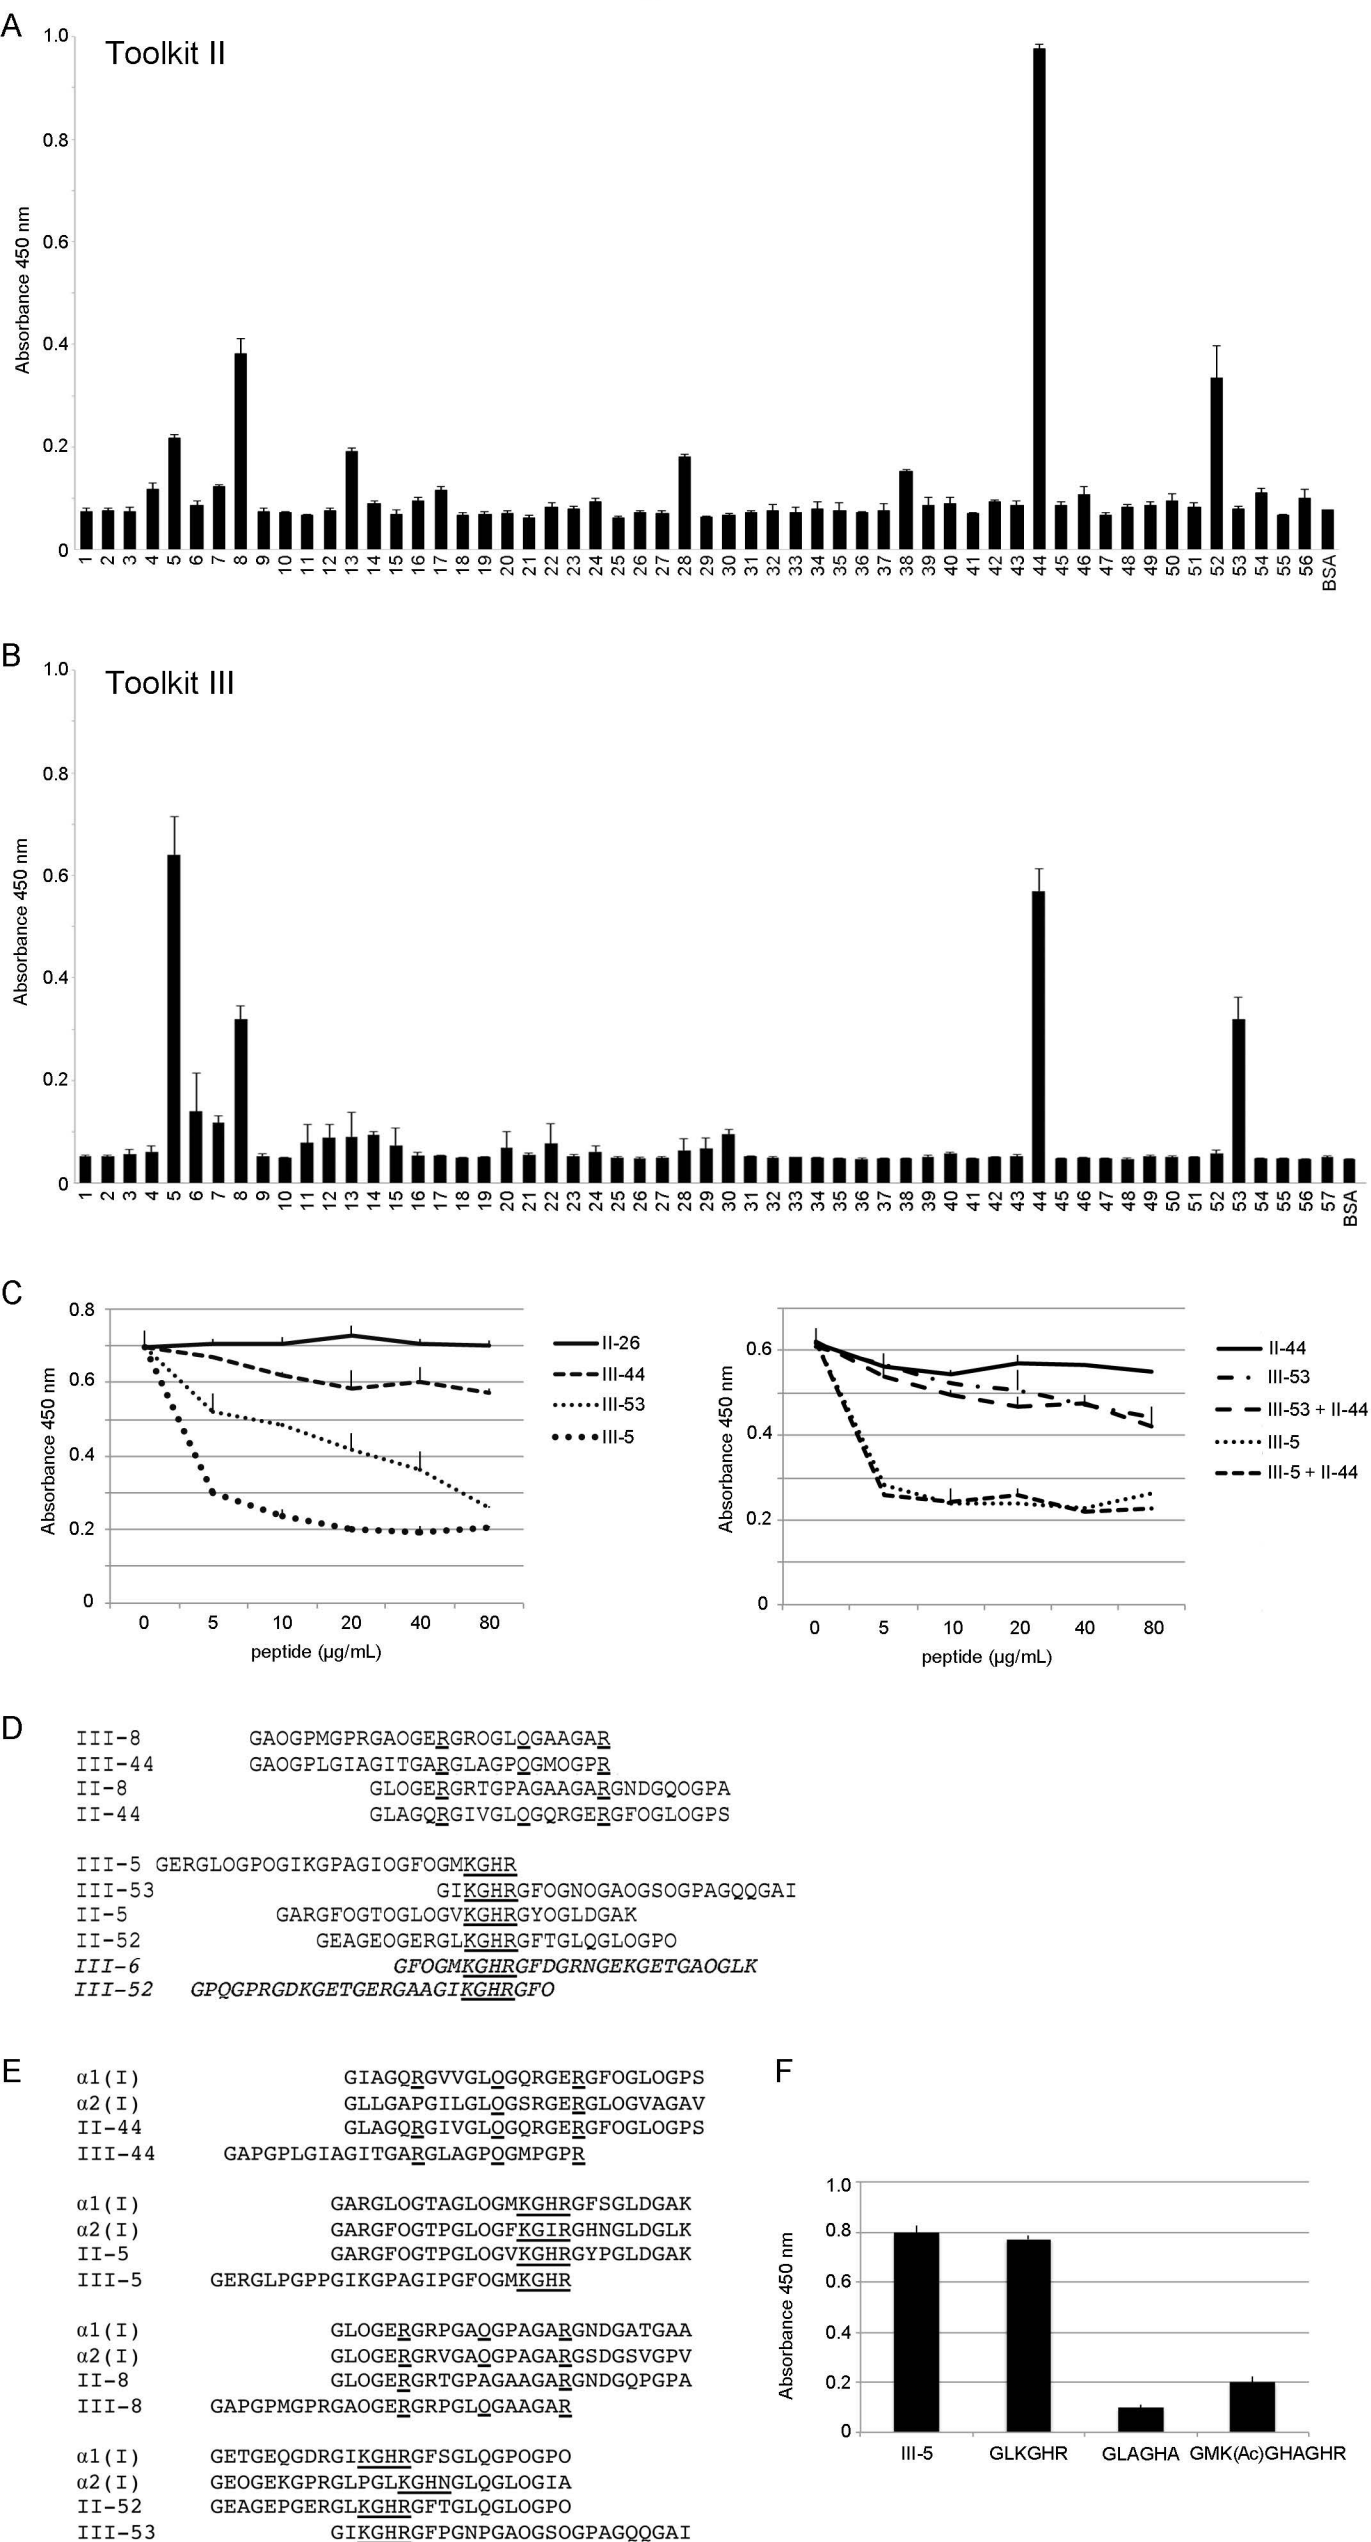 A
Toolkit II
1.0
0.8
0.6
0.4
0.2
0
Absorbance 450 nm
1 2 3 4 5 6 7 8 9 10 11 12 13 14 15 16 17 18 19 20 21 22 23 24 25 26 27 28 29 30 31 32 33 34 35 36 37 38 39 40 41 42 43 44 45 46 47 48 49 50 51 52 53 54 55 56 BSA
B
Toolkit III
1.0
0.8
0.6
0.4
0.2
0
Absorbance 450 nm
1 2 3 4 5 6 7 8 9 10 11 12 13 14 15 16 17 18 19 20 21 22 23 24 25 26 27 28 29 30 31 32 33 34 35 36 37 38 39 40 41 42 43 44 45 46 47 48 49 50 51 52 53 54 55 56 57 BSA
C
0.8
0.6
0.4
0.2
0
Absorbance 450 nm
0 5 10 20 40 80
peptide (µg/mL)
II-26
III-44
III-53
III-5
0.6
0.4
0.2
0
Absorbance 450 nm
0 5 10 20 40 80
peptide (µg/mL)
II-44
III-53
III-53 + II-44
III-5
III-5 + II-44
D
III-8 GAOGPMGPRGAOGERGROGLOGAAGAR
III-44 GAOGPLGIAGITGARGLAGPOGMOGPR
II-8 GLOGERGRTGPAGAAGARGNDGQOGPA
II-44 GLAGQRGIVGLOGQRGERGFOGLOGPS
III-5 GERGLOGPOGIKGPAGIOGFOGMKGHR
III-53 GIKGHRGFOGNOGAOGSOGPAGQQGAI
II-5 GARGFOGTOGLOGVKGHRGYOGLDGAK
II-52 GEAGEOGERGLKGHRGFTGLQGLOGPO
III-6 GFOGMKGHRGFDGRNGEKGETGAOGLK
III-52 GPQGPRGDKGETGERGAAGIKGHRGFO
E
α1(I) GIAGQRGVVGLOGQRGERGFOGLOGPS
α2(I) GLLGAPGILGLOGSRGERGLOGVAGAV
II-44 GLAGQRGIVGLOGQRGERGFOGLOGPS
III-44 GAPGPLGIAGITGARGLAGPOGMPGPR
α1(I) GARGLOGTAGLOGMKGHRGFSGLDGAK
α2(I) GARGFOGTPGLOGFKGIRGHNGLDGLK
II-5 GARGFOGTPGLOGVKGHRGYPGLDGAK
III-5 GERGLPGPPGIKGPAGIPGFOGMKGHR
α1(I) GLOGERGRPGAOGPAGARGNDGATGAA
α2(I) GLOGERGRVGAOGPAGARGSDGSVGPV
II-8 GLOGERGRTGPAGAAGARGNDGQPGPA
III-8 GAPGPMGPRGAOGERGRPGLOGAAGAR
α1(I) GETGEQGDRGIKGHRGFSGLQGPOGPO
α2(I) GEOGEKGPRGLPGLKGHNGLQGLOGIA
II-52 GEAGEPGERGLKGHRGFTGLQGLOGPO
III-53 GIKGHRGFPGNPGAOGSOGPAGQQGAI
F
1.0
0.8
0.6
0.4
0.2
0
Absorbance 450 nm
III-5 GLKGHR GLAGHA GMK(Ac)GHAGHR